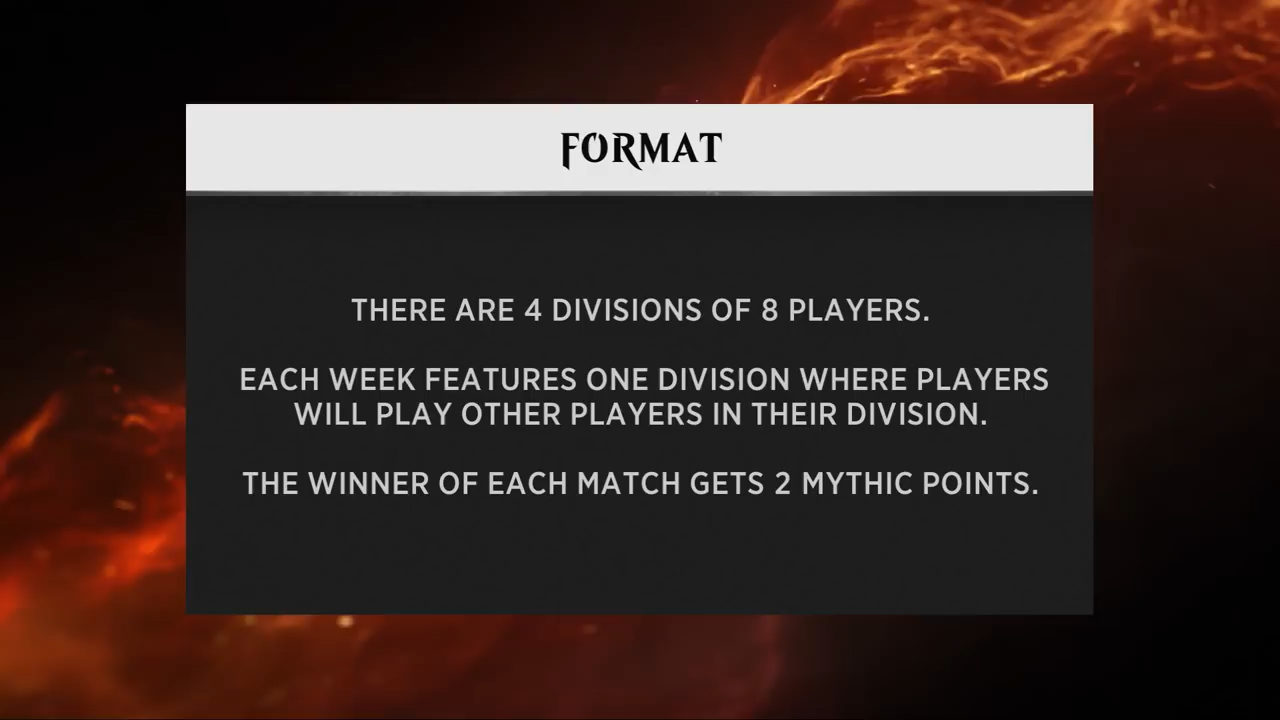 FORMAT
THERE ARE 4 DIVISIONS OF 8 PLAYERS.
EACH WEEK FEATURES ONE DIVISION WHERE PLAYERS
WILL PLAY OTHER PLAYERS IN THEIR DIVISION.
THE WINNER OF EACH MATCH GETS 2 MYTHIC POINTS.